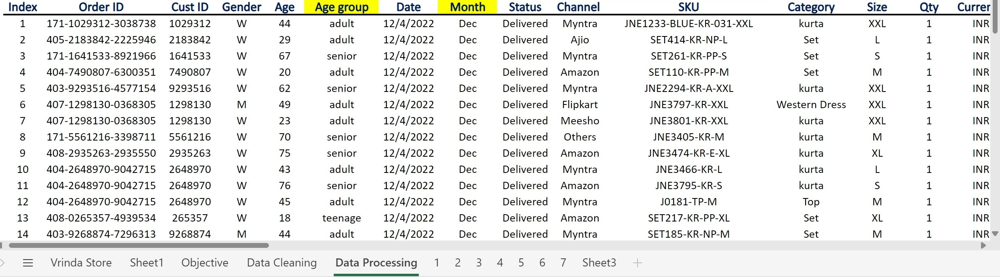 Index Order ID Cust ID Gender Age Age group Date Month Status Channel SKU Category Size Qty Curren
1 171-1029312-3038738 1029312 W 44 adult 12/4/2022 Dec Delivered Myntra JNE1233-BLUE-KR-031-XXL kurta XXL 1 INR
2 405-2183842-2225946 2183842 W 29 adult 12/4/2022 Dec Delivered Ajio SET414-KR-NP-L Set L 1 INR
3 171-1641533-8921966 1641533 W 67 senior 12/4/2022 Dec Delivered Myntra SET261-KR-PP-S Set S 1 INR
4 404-7490807-6300351 7490807 W 20 adult 12/4/2022 Dec Delivered Amazon SET110-KR-PP-M Set M 1 INR
5 403-9293516-4577154 9293516 W 62 senior 12/4/2022 Dec Delivered Myntra JNE2294-KR-A-XXL kurta XXL 1 INR
6 407-1298130-0368305 1298130 M 49 adult 12/4/2022 Dec Delivered Flipkart JNE3797-KR-XXL Western Dress XXL 1 INR
7 407-1298130-0368305 1298130 W 23 adult 12/4/2022 Dec Delivered Meesho JNE3801-KR-XXL kurta XXL 1 INR
8 171-5561216-3398711 5561216 W 70 senior 12/4/2022 Dec Delivered Others JNE3405-KR-M kurta M 1 INR
9 408-2935263-2935550 2935263 W 75 senior 12/4/2022 Dec Delivered Amazon JNE3474-KR-E-XL kurta XL 1 INR
10 404-2648970-9042715 2648970 W 43 adult 12/4/2022 Dec Delivered Myntra JNE3466-KR-L kurta L 1 INR
11 404-2648970-9042715 2648970 W 76 senior 12/4/2022 Dec Delivered Amazon JNE3795-KR-S kurta S 1 INR
12 404-2648970-9042715 2648970 W 45 adult 12/4/2022 Dec Delivered Myntra J0181-TP-M Top M 1 INR
13 408-0265357-4939534 265357 W 18 teenage 12/4/2022 Dec Delivered Amazon SET217-KR-PP-XL Set XL 1 INR
14 403-9268874-7296313 9268874 M 44 adult 12/4/2022 Dec Delivered Myntra SET185-KR-NP-M Set M 1 INR
Vrinda Store Sheet1 Objective Data Cleaning Data Processing 1 2 3 4 5 6 7 Sheet3